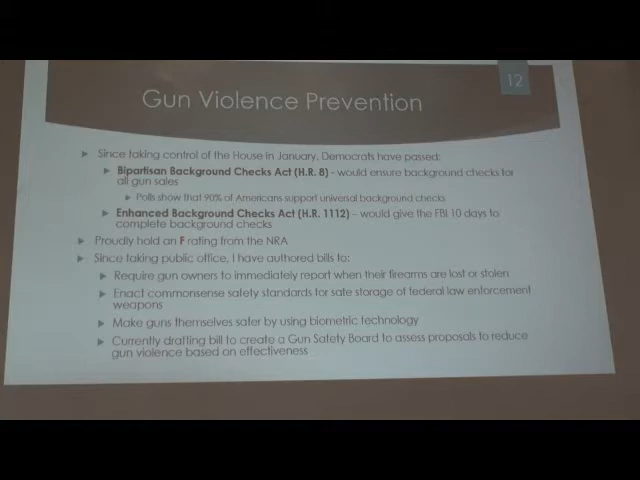 12
Gun Violence Prevention
Since taking control of the House in January, Democrats have passed:
Bipartisan Background Checks Act (H.R. 8) - would ensure background checks for
all gun sales
Polls show that 90% of Americans support universal background checks
Enhanced Background Checks Act (H.R. 1112) – would give the FBI 10 days to
complete background checks
Proudly hold an F rating from the NRA
Since taking public office, I have authored bills to:
Require gun owners to immediately report when their firearms are lost or stolen
Enact commonsense safety standards for safe storage of federal law enforcement
weapons
Make guns themselves safer by using biometric technology
Currently drafting bill to create a Gun Safety Board to assess proposals to reduce
gun violence based on effectiveness